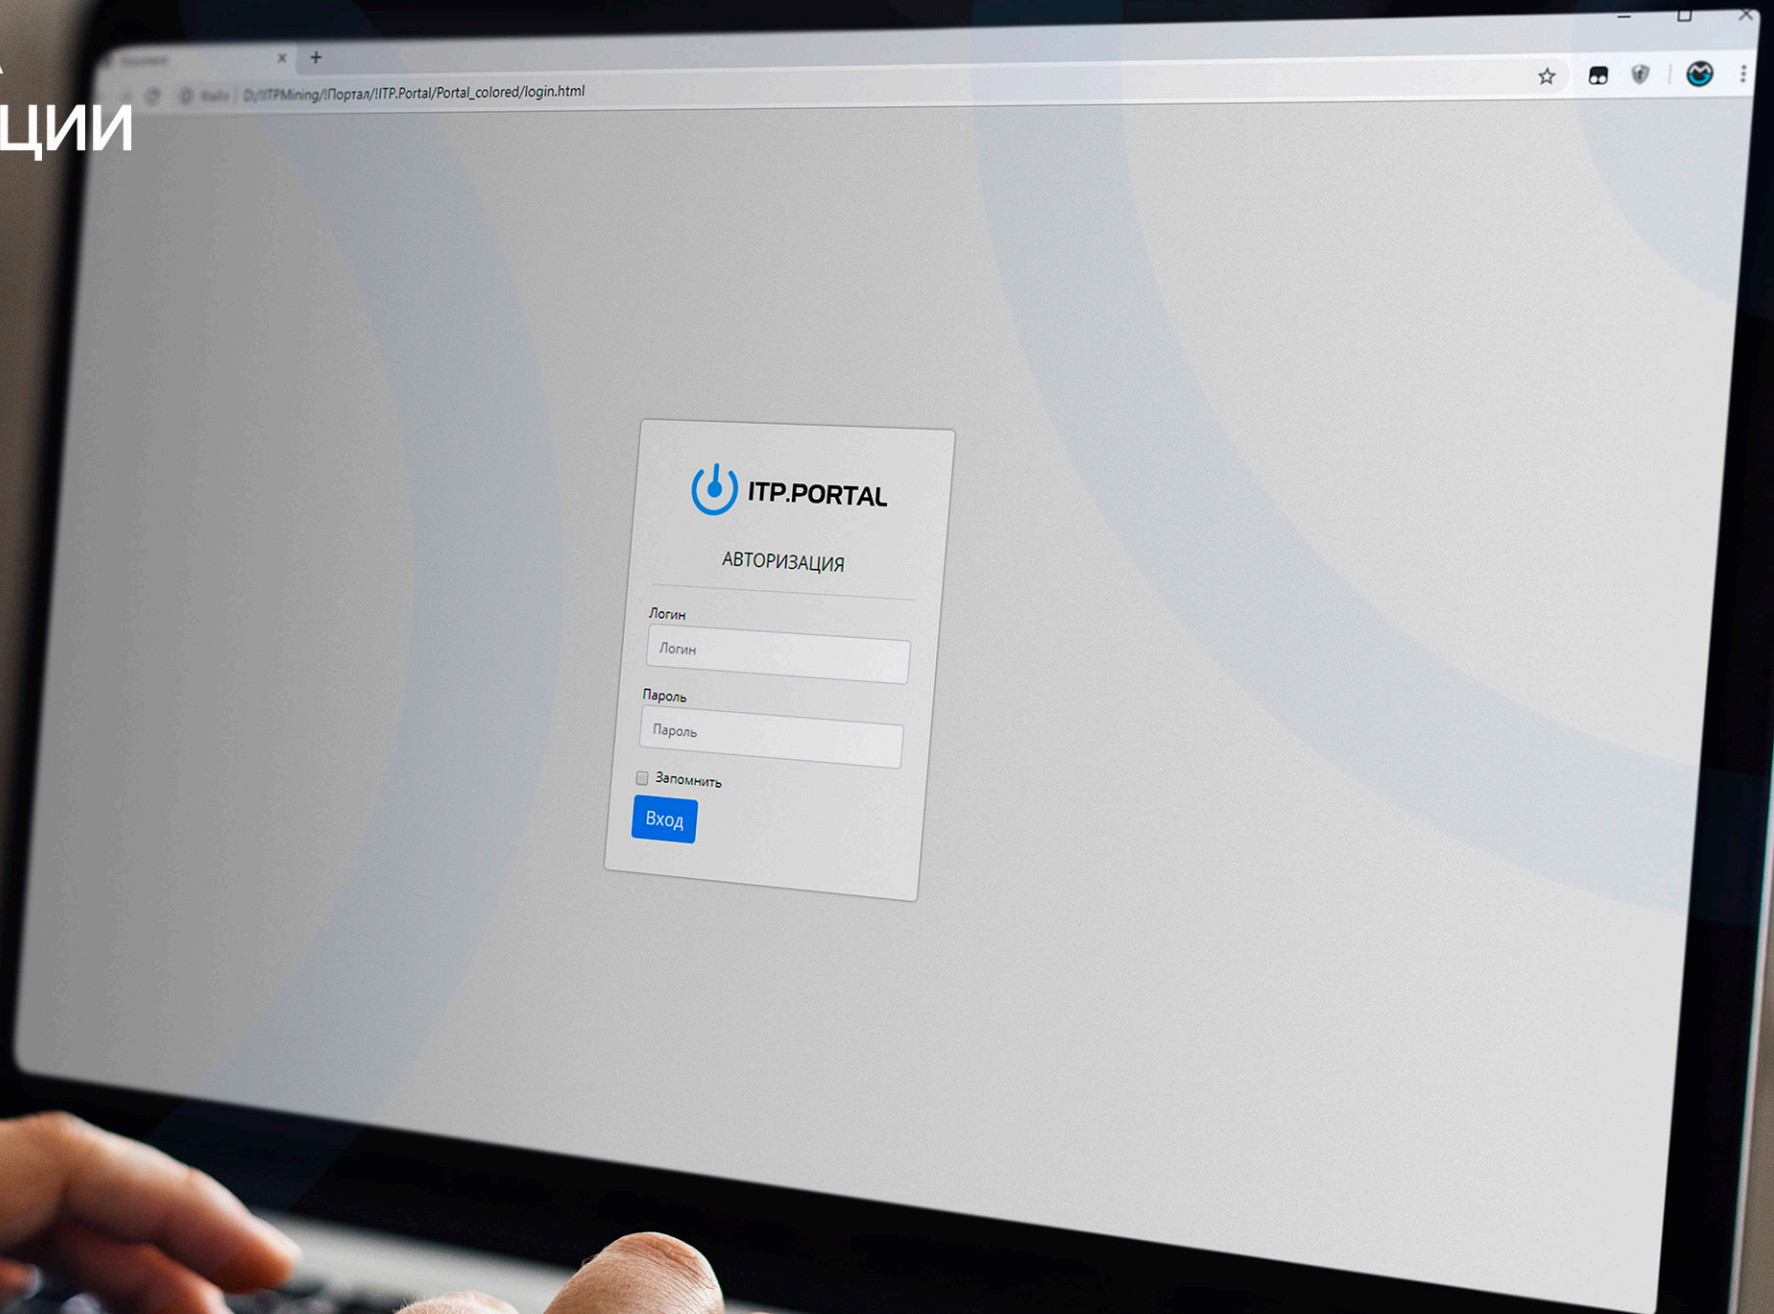 ЦИИ
D:/!ITPMining/!Портал/!ITP.Portal/Portal_colored/login.html
ITP.PORTAL
АВТОРИЗАЦИЯ
Логин
Логин
Пароль
Пароль
Запомнить
Вход